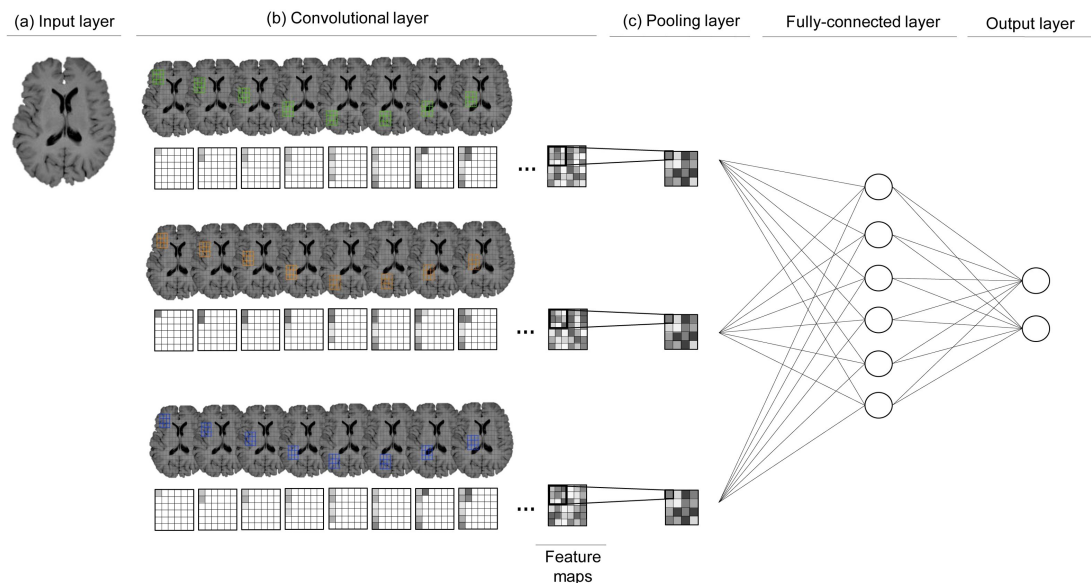 (a) Input layer
(b) Convolutional layer
(c) Pooling layer
Fully-connected layer
Output layer
...
...
...
Feature
maps